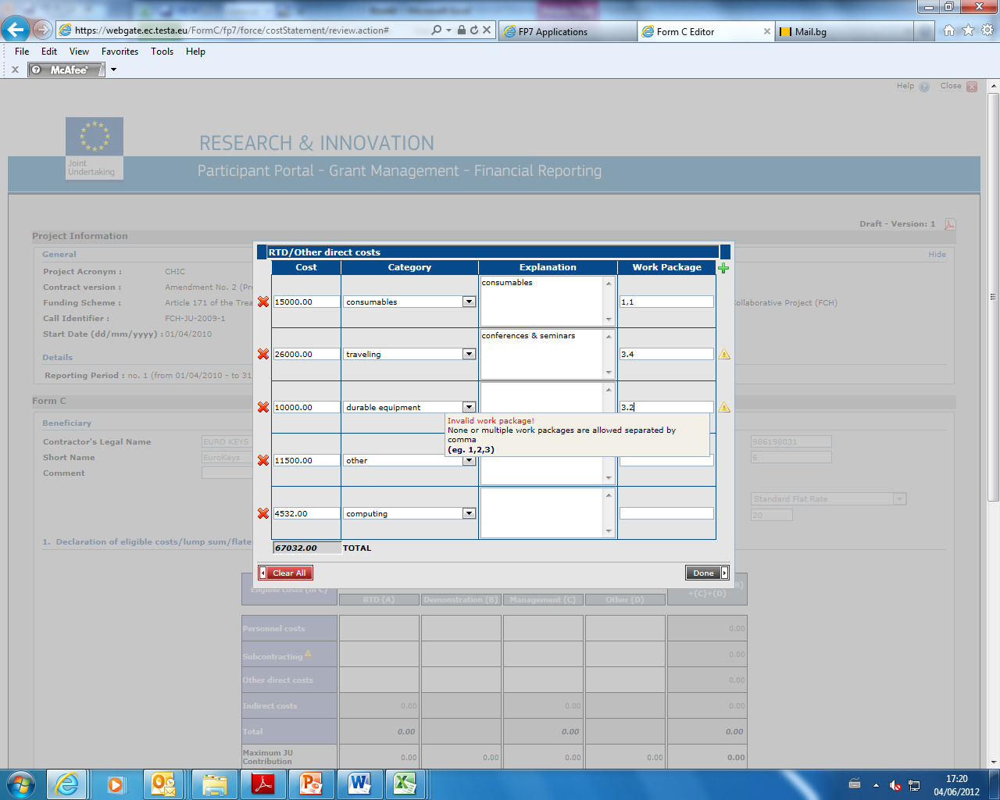 https://webgate.ec.testa.eu/FormC/fp7/force/costStatement/review.action#
FP7 Applications
Form C Editor
Mail.bg
File Edit View Favorites Tools Help
x McAfee
Help Close
Joint
Undertaking
RESEARCH & INNOVATION
Participant Portal - Grant Management - Financial Reporting
Draft - Version: 1
Project Information
General Hide
Project Acronym : CHIC
Contract version : Amendment No. 2 (Pr
Funding Scheme : Article 171 of the Trea
Collaborative Project (FCH)
Call Identifier : FCH-JU-2009-1
Start Date (dd/mm/yyyy) : 01/04/2010
Details
Reporting Period : no. 1 (from 01/04/2010 - to 31
Form C
Beneficiary
Contractor's Legal Name EURO KEYS 986198031
Short Name EuroKeys 6
Comment
Standard Flat Rate
20
1. Declaration of eligible costs/lump sum/flate
RTD/Other direct costs
Cost Category Explanation Work Package
15000.00 consumables consumables 1,1
26000.00 traveling conferences & seminars 3.4
10000.00 durable equipment 3.2
Invalid work package!
None or multiple work packages are allowed separated by
comma
(eg. 1,2,3)
11500.00 other
4532.00 computing
67032.00 TOTAL
Clear All Done
Eligible costs (in €)
RTD (A) Demonstration (B) Management (C) Other (D)
+(C)+(D)
Personnel costs 0.00
Subcontracting 0.00
Other direct costs 0.00
Indirect costs 0.00 0.00 0.00
Total 0.00 0.00 0.00
Maximum JU
Contribution 0.00 0.00 0.00 0.00 0.00
17:20
04/06/2012